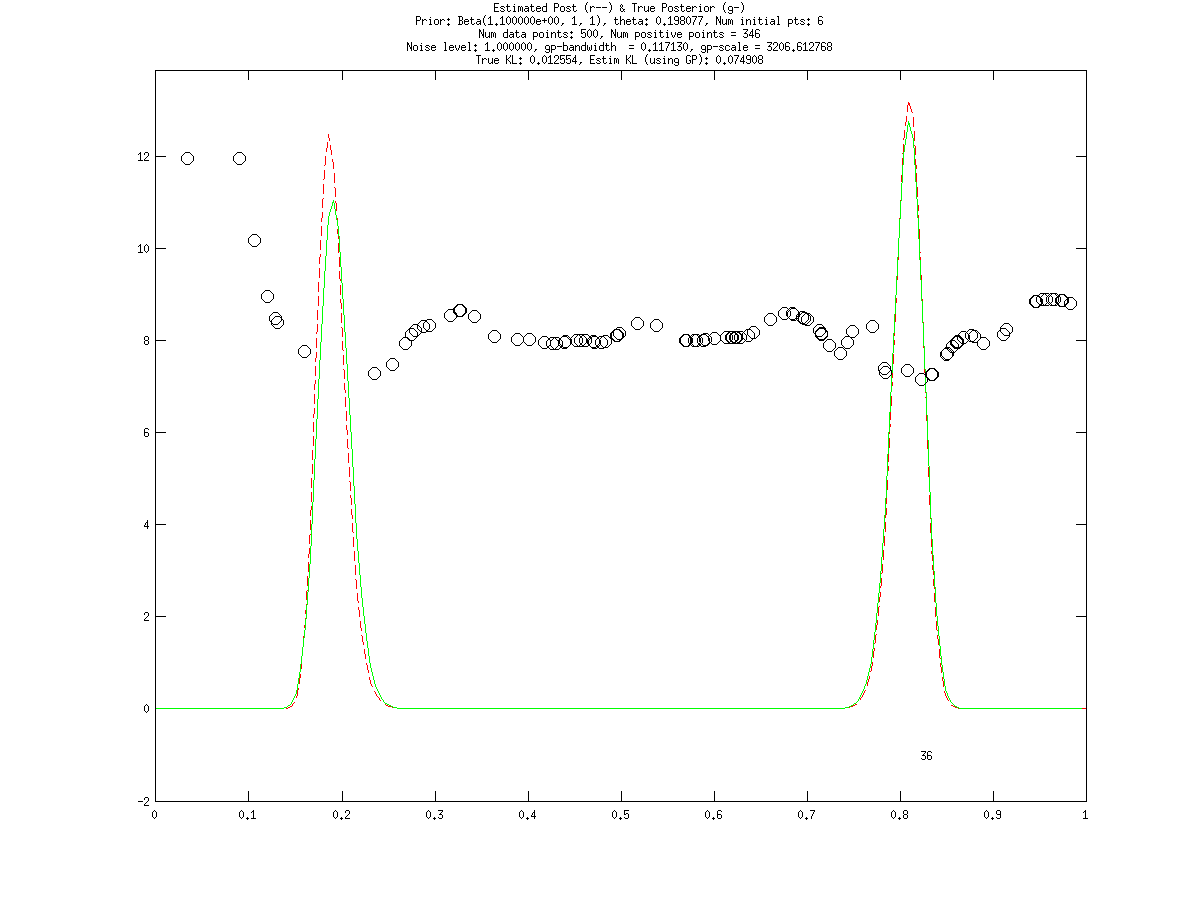 Estimated Post (r--) & True Posterior (g-)
Prior: Beta(1.100000e+00, 1, 1), theta: 0.198077, Num initial pts: 6
Num data points: 500, Num positive points = 346
Noise level: 1.000000, gp-bandwidth  = 0.117130, gp-scale = 3206.612768
True KL: 0.012554, Estim KL (using GP): 0.074908
12
10
8
6
4
2
0
36
-2
0 0.1 0.2 0.3 0.4 0.5 0.6 0.7 0.8 0.9 1